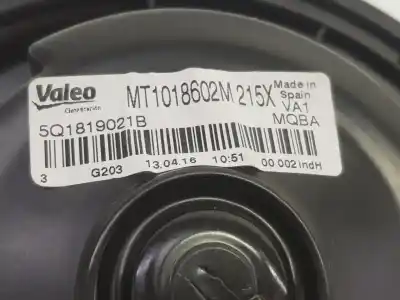 Valeo MT1018602M 215X Made in Spain
5Q1819021B VA1
MQBA
3 G203 13.04.16 10:51 00 002 IndH